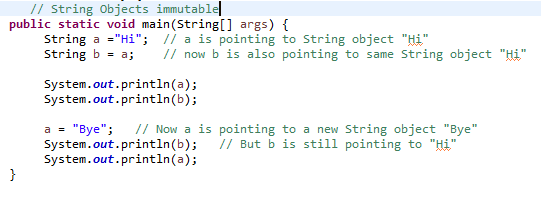 // String Objects immutable
public static void main(String[] args) {
String a ="Hi";  // a is pointing to String object "Hi"
String b = a;    // now b is also pointing to same String object "Hi"
System.out.println(a);
System.out.println(b);
a = "Bye";   // Now a is pointing to a new String object "Bye"
System.out.println(b);   // But b is still pointing to "Hi"
System.out.println(a);
}